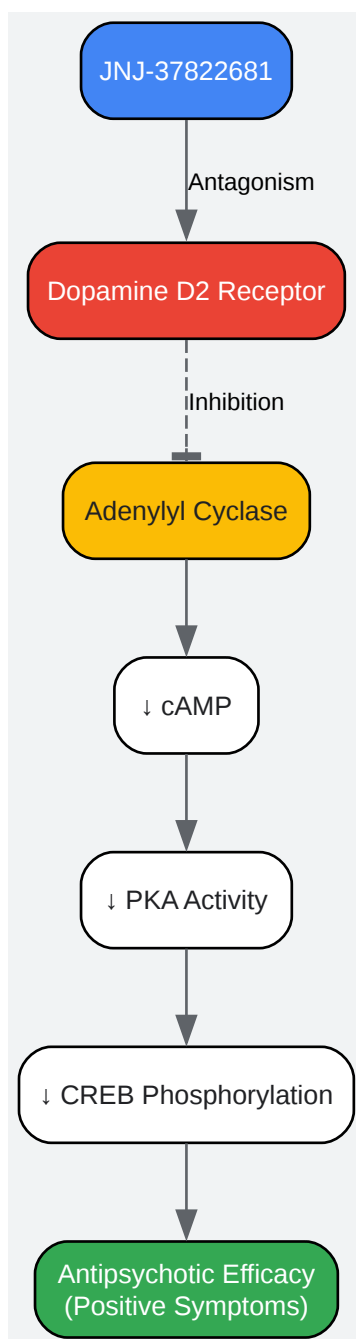 JNJ-37822681
Antagonism
Dopamine D2 Receptor
Inhibition
Adenylyl Cyclase
↓ cAMP
↓ PKA Activity
↓ CREB Phosphorylation
Antipsychotic Efficacy
(Positive Symptoms)